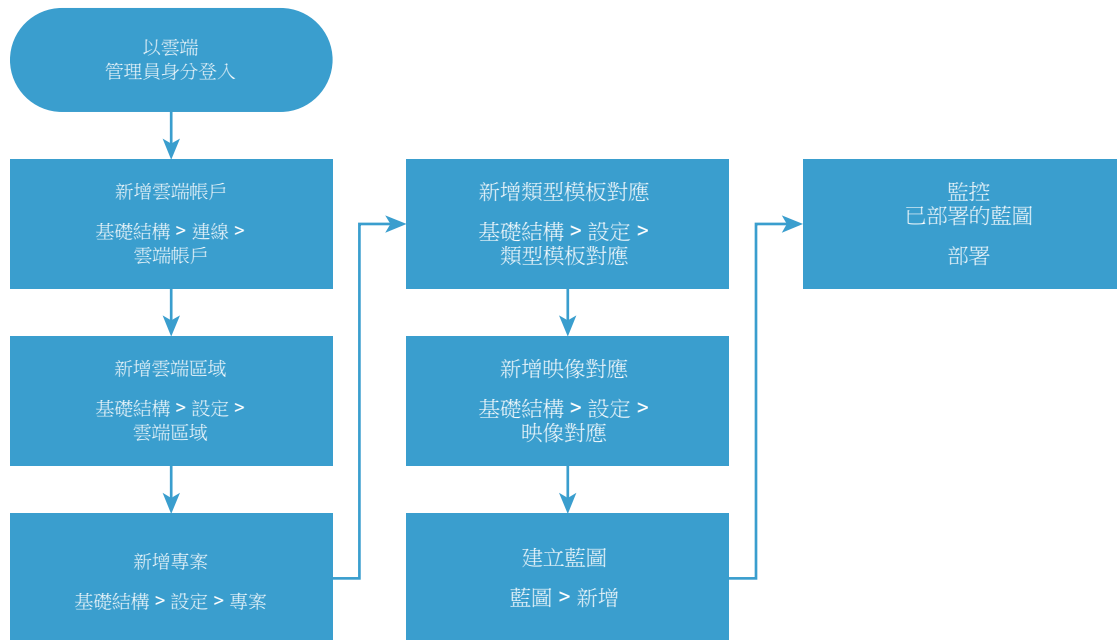 以雲端
管理員身分登入
新增雲端帳戶
基礎結構 > 連線 >
雲端帳戶
新增雲端區域
基礎結構 > 設定 >
雲端區域
新增專案
基礎結構 > 設定 > 專案
新增類型模板對應
基礎結構 > 設定 >
類型模板對應
新增映像對應
基礎結構 > 設定 >
映像對應
建立藍圖
藍圖 > 新增
監控
已部署的藍圖
部署